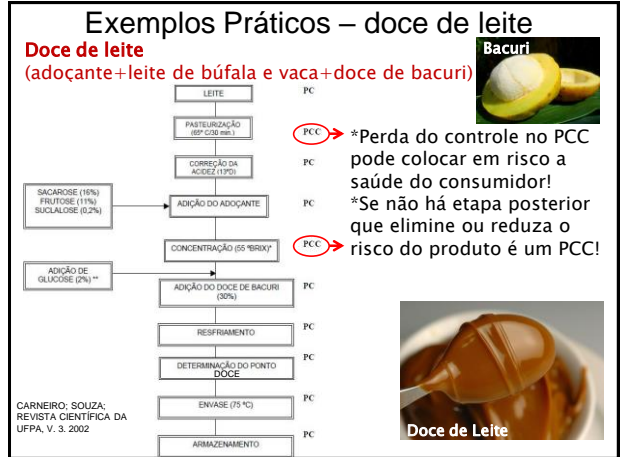 Exemplos Práticos – doce de leite
Doce de leite
(adoçante+leite de búfala e vaca+doce de bacuri)
Bacuri
LEITE
PC
PASTEURIZAÇÃO
(65º C/30 min.)
PCC
*Perda do controle no PCC
pode colocar em risco a
saúde do consumidor!
*Se não há etapa posterior
que elimine ou reduza o
risco do produto é um PCC!
CORREÇÃO DA
ACIDEZ (13ºD)
PC
SACAROSE (16%)
FRUTOSE (11%)
SUCLALOSE (0,2%)
ADIÇÃO DO ADOÇANTE
PC
CONCENTRAÇÃO (55 ºBRIX)*
PCC
ADIÇÃO DE
GLUCOSE (2%) **
ADIÇÃO DO DOCE DE BACURI
(30%)
PC
RESFRIAMENTO
PC
DETERMINAÇÃO DO PONTO
DOCE
PC
ENVASE (75 ºC)
PC
ARMAZENAMENTO
PC
CARNEIRO; SOUZA;
REVISTA CIENTÍFICA DA
UFPA, V. 3. 2002
Doce de Leite